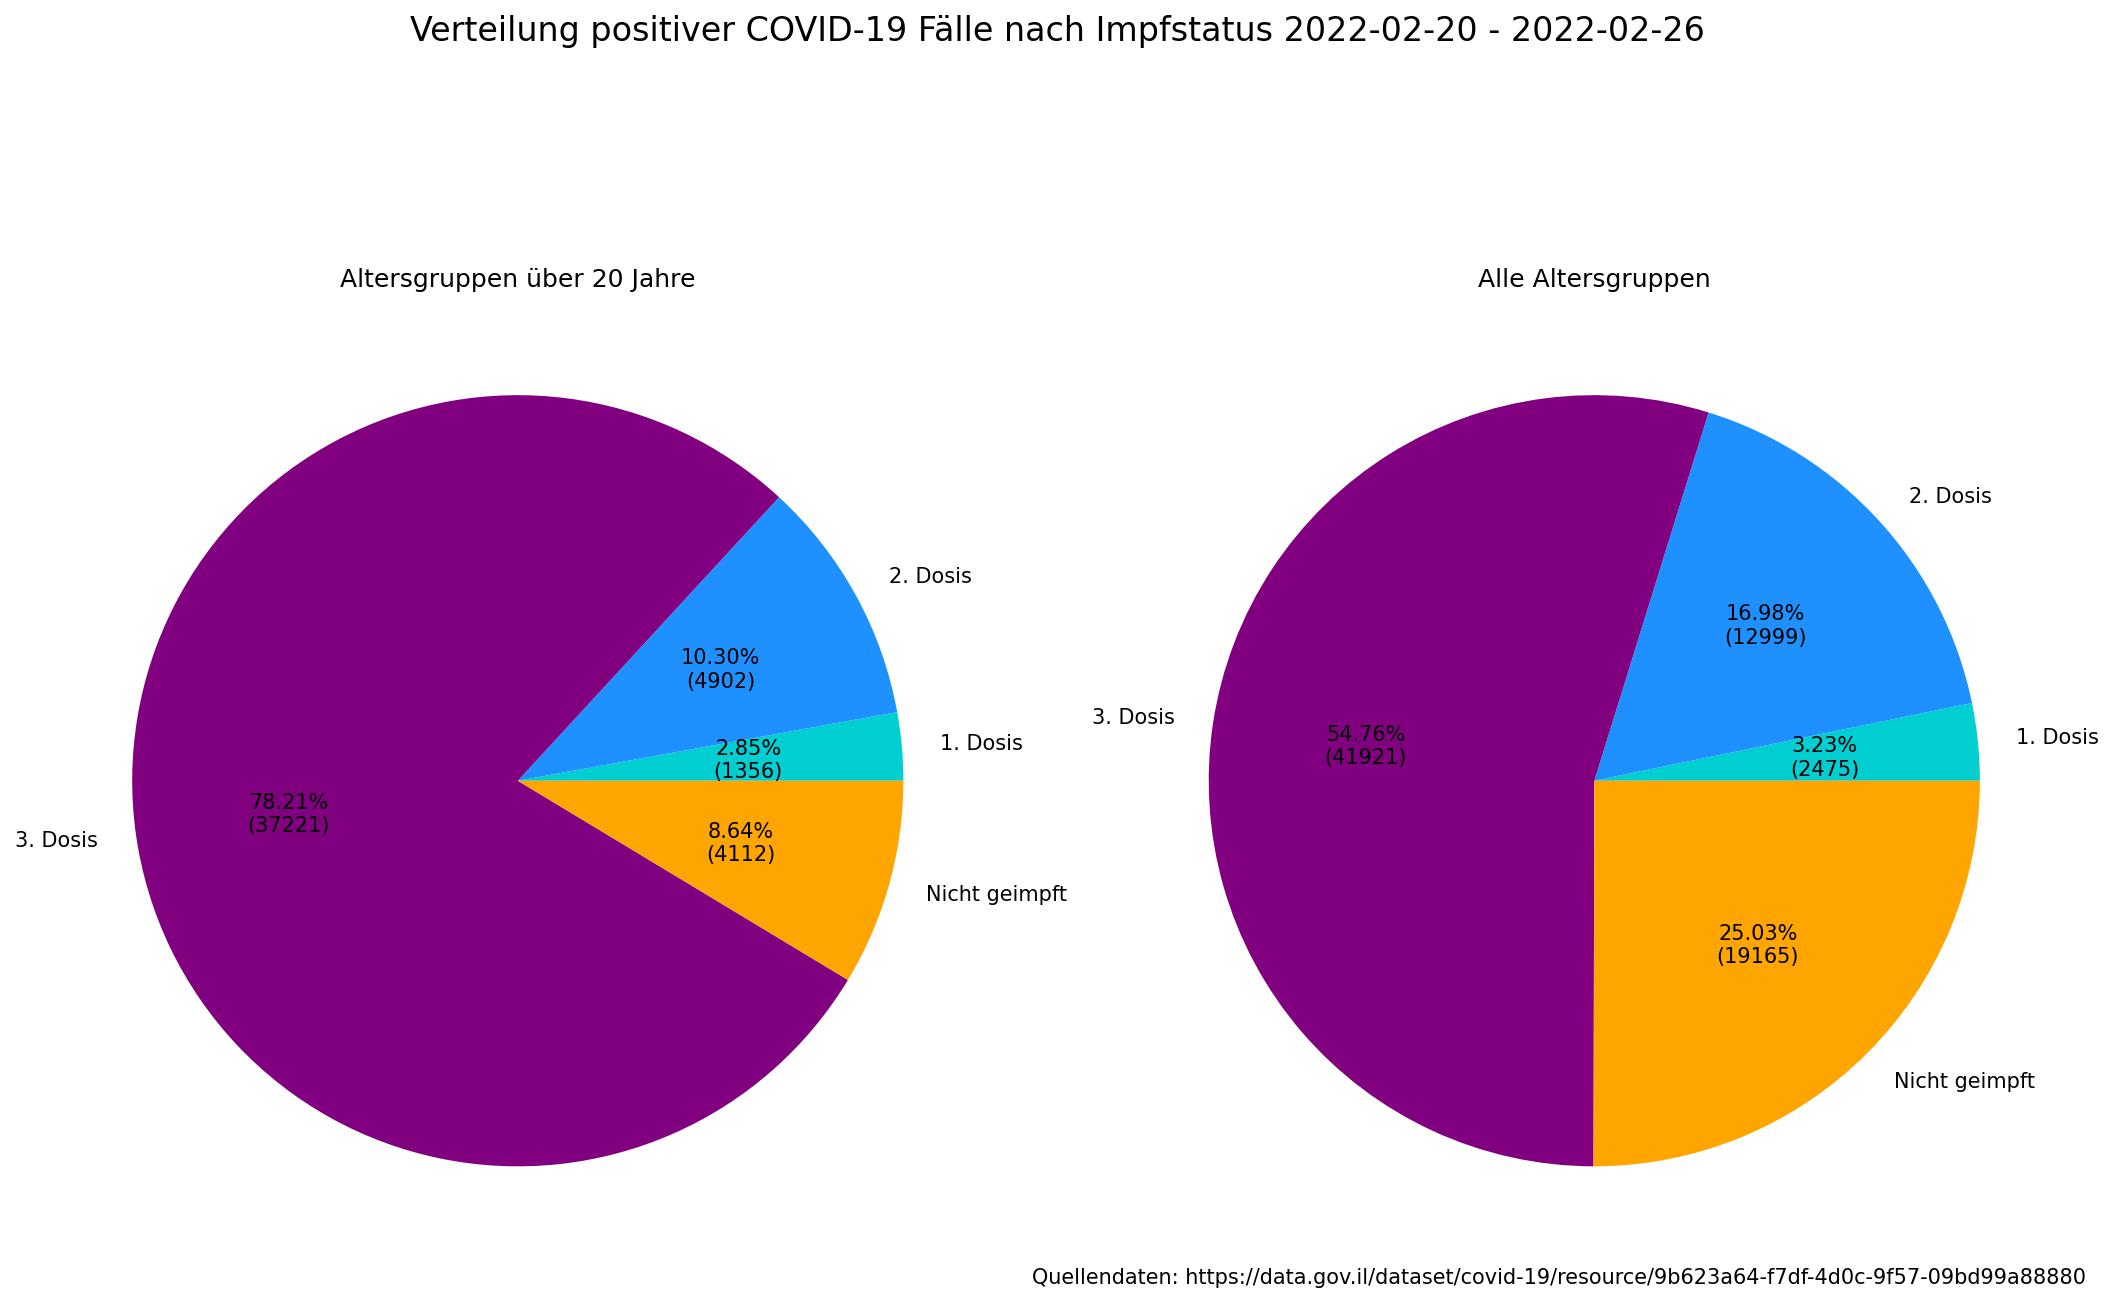 Verteilung positiver COVID-19 Fälle nach Impfstatus 2022-02-20 - 2022-02-26
Altersgruppen über 20 Jahre
2. Dosis
10.30%
(4902)
1. Dosis
2.85%
(1356)
78.21%
(37221)
3. Dosis
8.64%
(4112)
Nicht geimpft
Alle Altersgruppen
2. Dosis
16.98%
(12999)
3. Dosis
54.76%
(41921)
1. Dosis
3.23%
(2475)
25.03%
(19165)
Nicht geimpft
Quellendaten: https://data.gov.il/dataset/covid-19/resource/9b623a64-f7df-4d0c-9f57-09bd99a88880